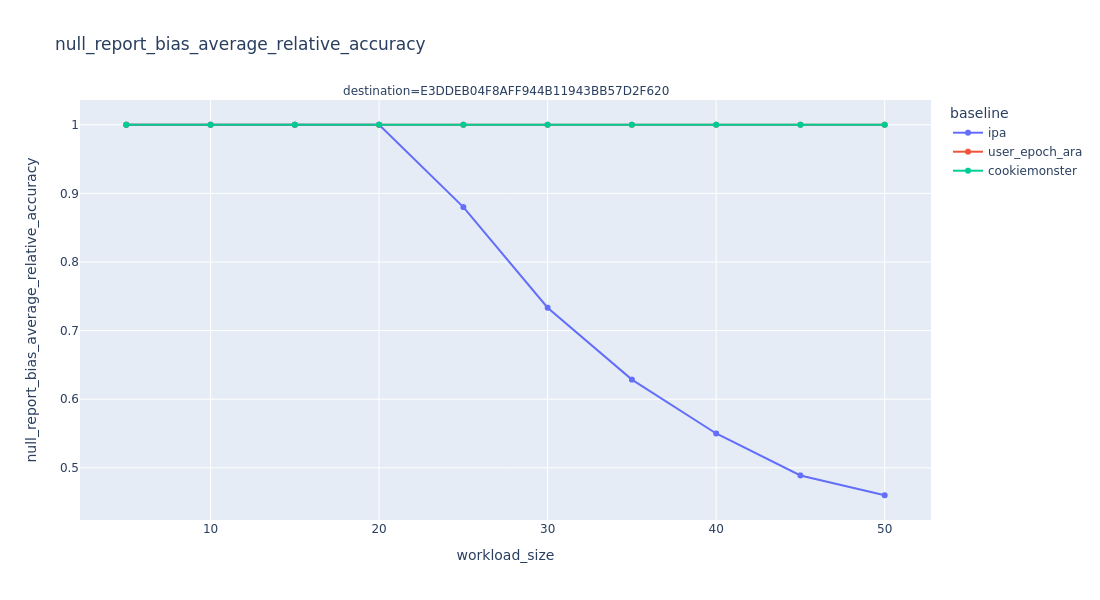 null_report_bias_average_relative_accuracy
destination=E3DDEB04F8AFF944B11943BB57D2F620
null_report_bias_average_relative_accuracy
1
0.9
0.8
0.7
0.6
0.5
10 20 30 40 50
workload_size
baseline
ipa
user_epoch_ara
cookiemonster